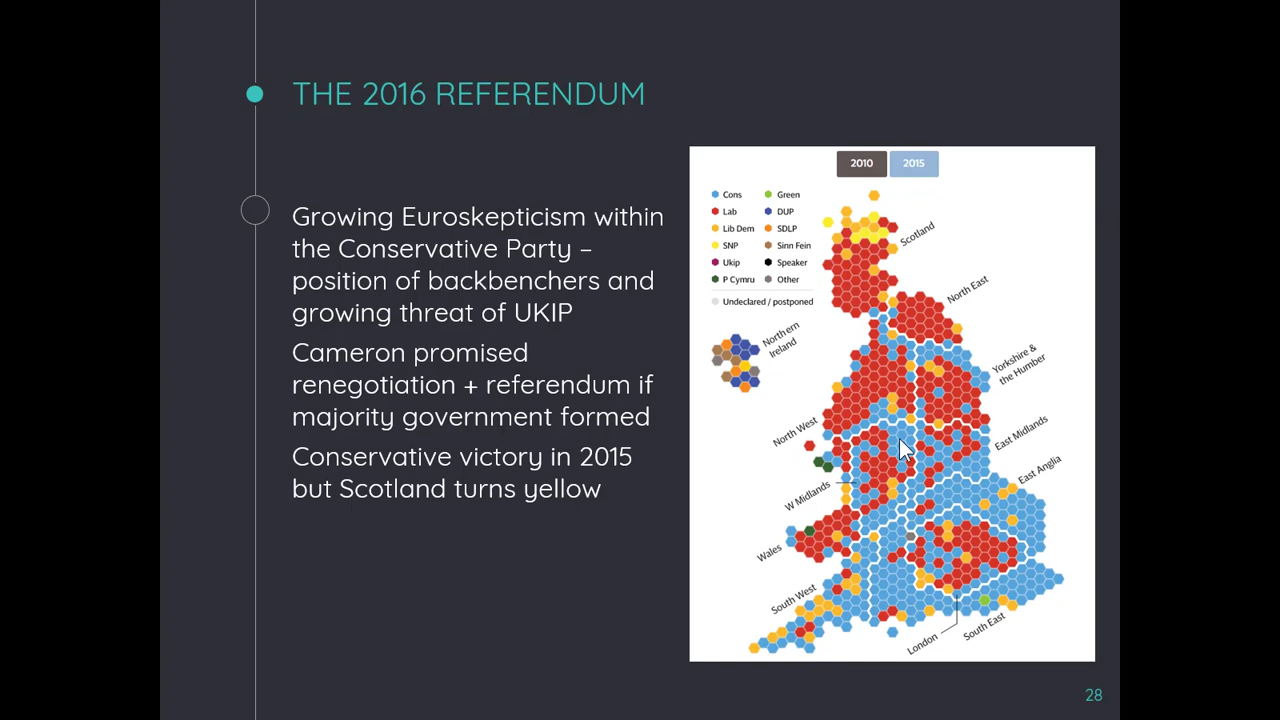 THE 2016 REFERENDUM
Growing Euroskepticism within
the Conservative Party –
position of backbenchers and
growing threat of UKIP
Cameron promised
renegotiation + referendum if
majority government formed
Conservative victory in 2015
but Scotland turns yellow
2010 2015
Cons Green
Lab DUP
Lib Dem SDLP
SNP Sinn Fein
Ukip Speaker
P Cymru Other
Undeclared / postponed
Scotland
North East
Northern
Ireland
Yorkshire &
the Humber
North West
East Midlands
East Anglia
W Midlands
Wales
South West
London
South East
28